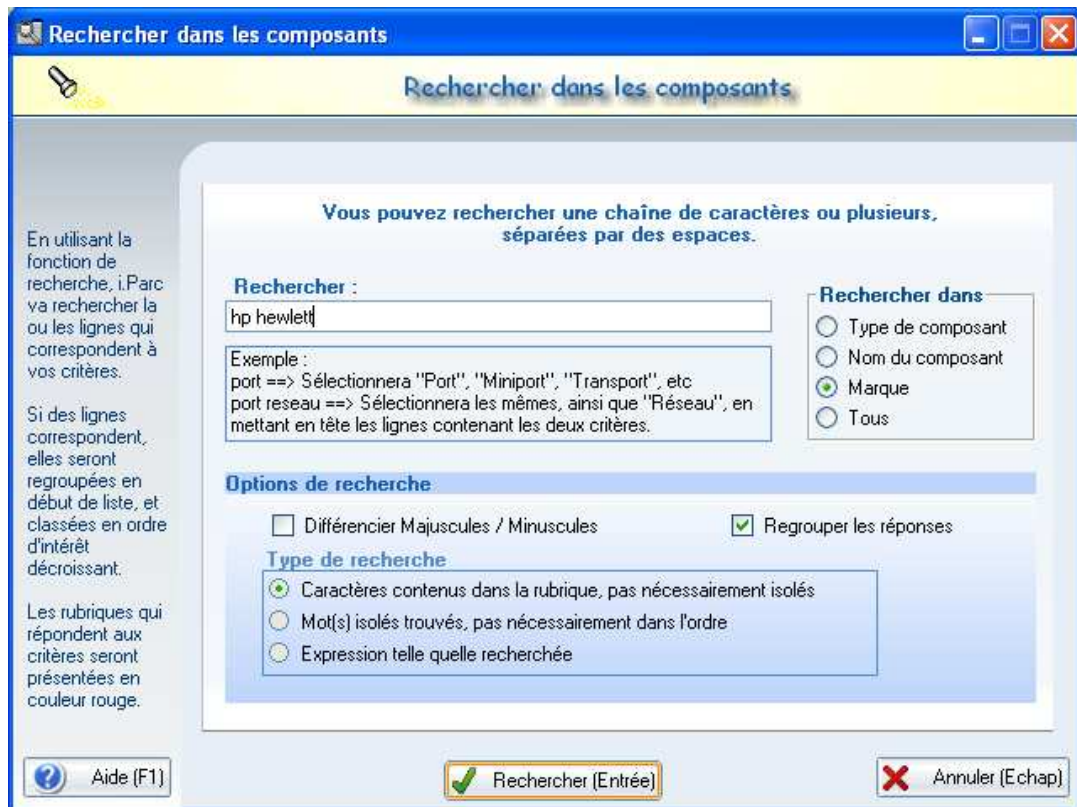 Rechercher dans les composants
Rechercher dans les composants
En utilisant la
fonction de
recherche, i.Parc
va rechercher la
ou les lignes qui
correspondent à
vos critères.
Si des lignes
correspondent,
elles seront
regroupées en
début de liste, et
classées en ordre
d'intérêt
décroissant.
Les rubriques qui
répondent aux
critères seront
présentées en
couleur rouge.
Vous pouvez rechercher une chaîne de caractères ou plusieurs,
séparées par des espaces.
Rechercher :
hp hewlett
Exemple :
port ==> Sélectionnera "Port", "Miniport", "Transport", etc
port reseau ==> Sélectionnera les mêmes, ainsi que "Réseau", en
mettant en tête les lignes contenant les deux critères.
Rechercher dans
Type de composant
Nom du composant
Marque
Tous
Options de recherche
Différencier Majuscules / Minuscules
Regrouper les réponses
Type de recherche
Caractères contenus dans la rubrique, pas nécessairement isolés
Mot(s) isolés trouvés, pas nécessairement dans l'ordre
Expression telle quelle recherchée
Aide (F1)
Rechercher (Entrée)
Annuler (Echap)